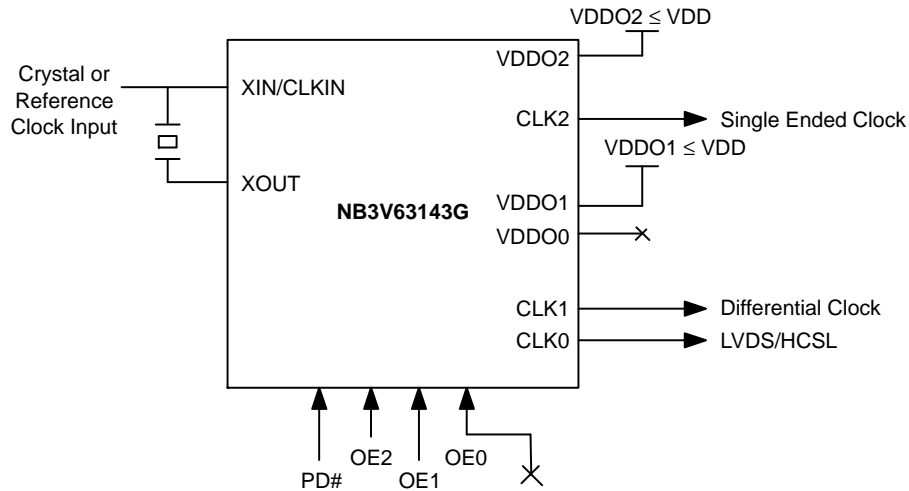 VDDO2 ≤ VDD
VDDO2
Crystal or
Reference
Clock Input
XIN/CLKIN
CLK2
Single Ended Clock
VDDO1 ≤ VDD
XOUT
NB3V63143G
VDDO1
VDDO0
CLK1
Differential Clock
CLK0
LVDS/HCSL
PD#
OE2
OE1
OE0